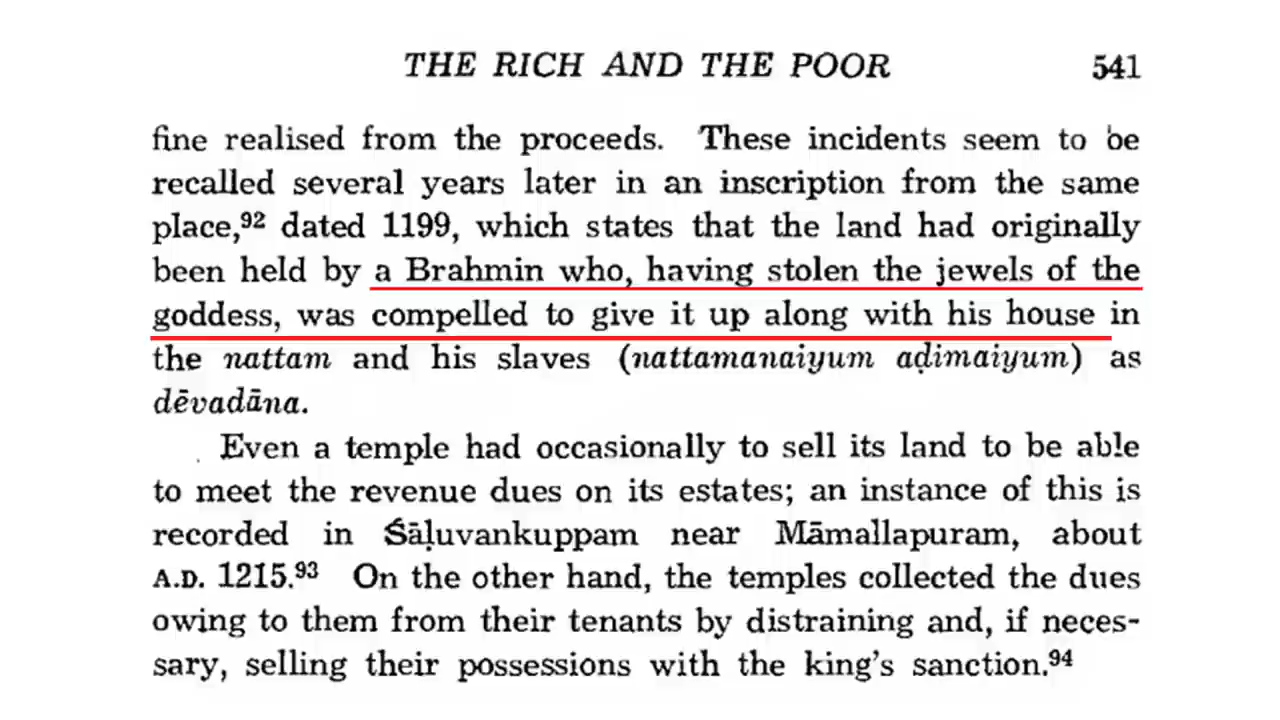 THE RICH AND THE POOR 541
fine realised from the proceeds. These incidents seem to be
recalled several years later in an inscription from the same
place,⁹² dated 1199, which states that the land had originally
been held by a Brahmin who, having stolen the jewels of the
goddess, was compelled to give it up along with his house in
the nattam and his slaves (nattamanaiyum aḍimaiyum) as
dēvadāna.
Even a temple had occasionally to sell its land to be able
to meet the revenue dues on its estates; an instance of this is
recorded in Śāḷuvankuppam near Māmallapuram, about
A.D. 1215.⁹³ On the other hand, the temples collected the dues
owing to them from their tenants by distraining and, if neces-
sary, selling their possessions with the king's sanction.⁹⁴